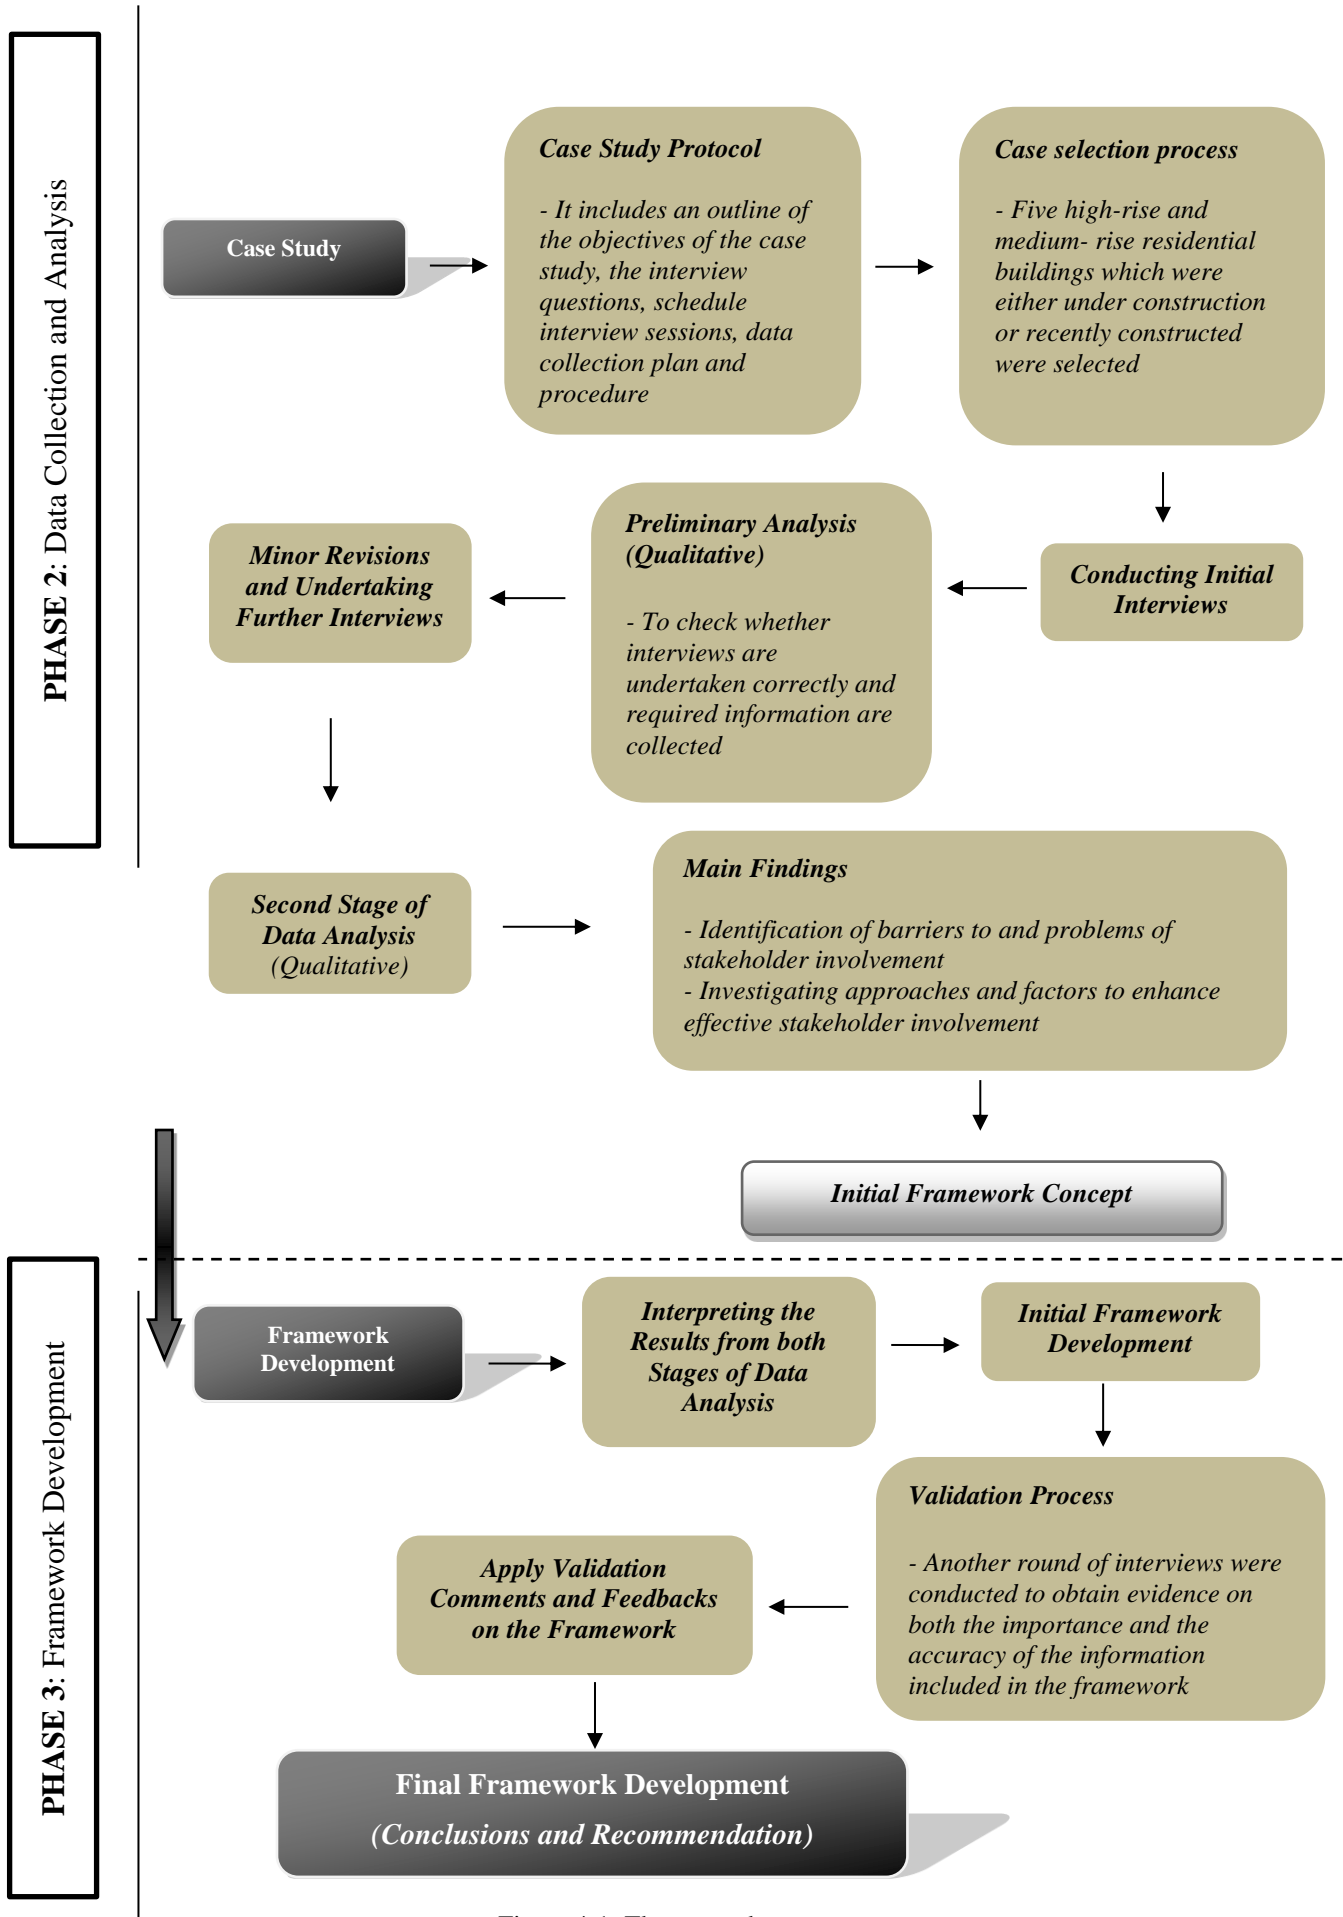 PHASE 2: Data Collection and Analysis
Case Study
Case Study Protocol
- It includes an outline of
the objectives of the case
study, the interview
questions, schedule
interview sessions, data
collection plan and
procedure
Case selection process
- Five high-rise and
medium- rise residential
buildings which were
either under construction
or recently constructed
were selected
Conducting Initial
Interviews
Preliminary Analysis
(Qualitative)
- To check whether
interviews are
undertaken correctly and
required information are
collected
Minor Revisions
and Undertaking
Further Interviews
Second Stage of
Data Analysis
(Qualitative)
Main Findings
- Identification of barriers to and problems of
stakeholder involvement
- Investigating approaches and factors to enhance
effective stakeholder involvement
Initial Framework Concept
PHASE 3: Framework Development
Framework
Development
Interpreting the
Results from both
Stages of Data
Analysis
Initial Framework
Development
Validation Process
- Another round of interviews were
conducted to obtain evidence on
both the importance and the
accuracy of the information
included in the framework
Apply Validation
Comments and Feedbacks
on the Framework
Final Framework Development
(Conclusions and Recommendation)